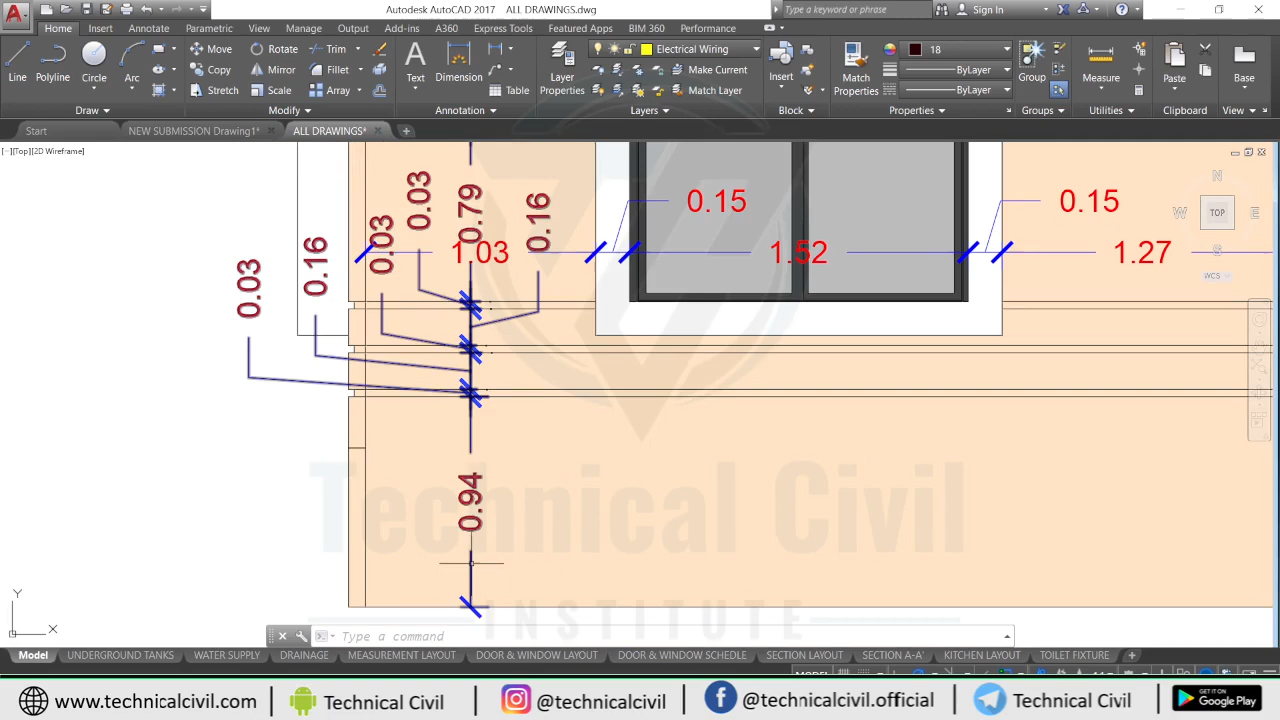 Autodesk AutoCAD 2017 ALL DRAWINGS.dwg
Type a keyword or phrase
Sign In
Home Insert Annotate Parametric View Manage Output Add-ins A360 Express Tools Featured Apps BIM 360 Performance
Line Polyline Circle Arc
Move Rotate Trim
Copy Mirror Fillet
Stretch Scale Array
Text Dimension Table
Layer Properties
Electrical Wiring
Make Current
Match Layer
Insert
Match Properties
18
ByLayer
ByLayer
Group Measure Paste Base
Draw Modify Annotation Layers Block Properties Groups Utilities Clipboard View
Start NEW SUBMISSION Drawing1* ALL DRAWINGS*
[−][Top][2D Wireframe]
N
W TOP E
S
WCS
0.03
0.16
0.03
0.03
0.79
0.16
0.15
0.15
1.03
1.52
1.27
0.94
Technical Civil
INSTITUTE
Y
X
Type a command
Model UNDERGROUND TANKS WATER SUPPLY DRAINAGE MEASUREMENT LAYOUT DOOR & WINDOW LAYOUT DOOR & WINDOW SCHEDLE SECTION LAYOUT SECTION A-A' KITCHEN LAYOUT TOILET FIXTURE
MODEL
www.technicalcivil.com
Technical Civil
@technicalcivil
@technicalcivil.official
Technical Civil
GET IT ON
Google Play